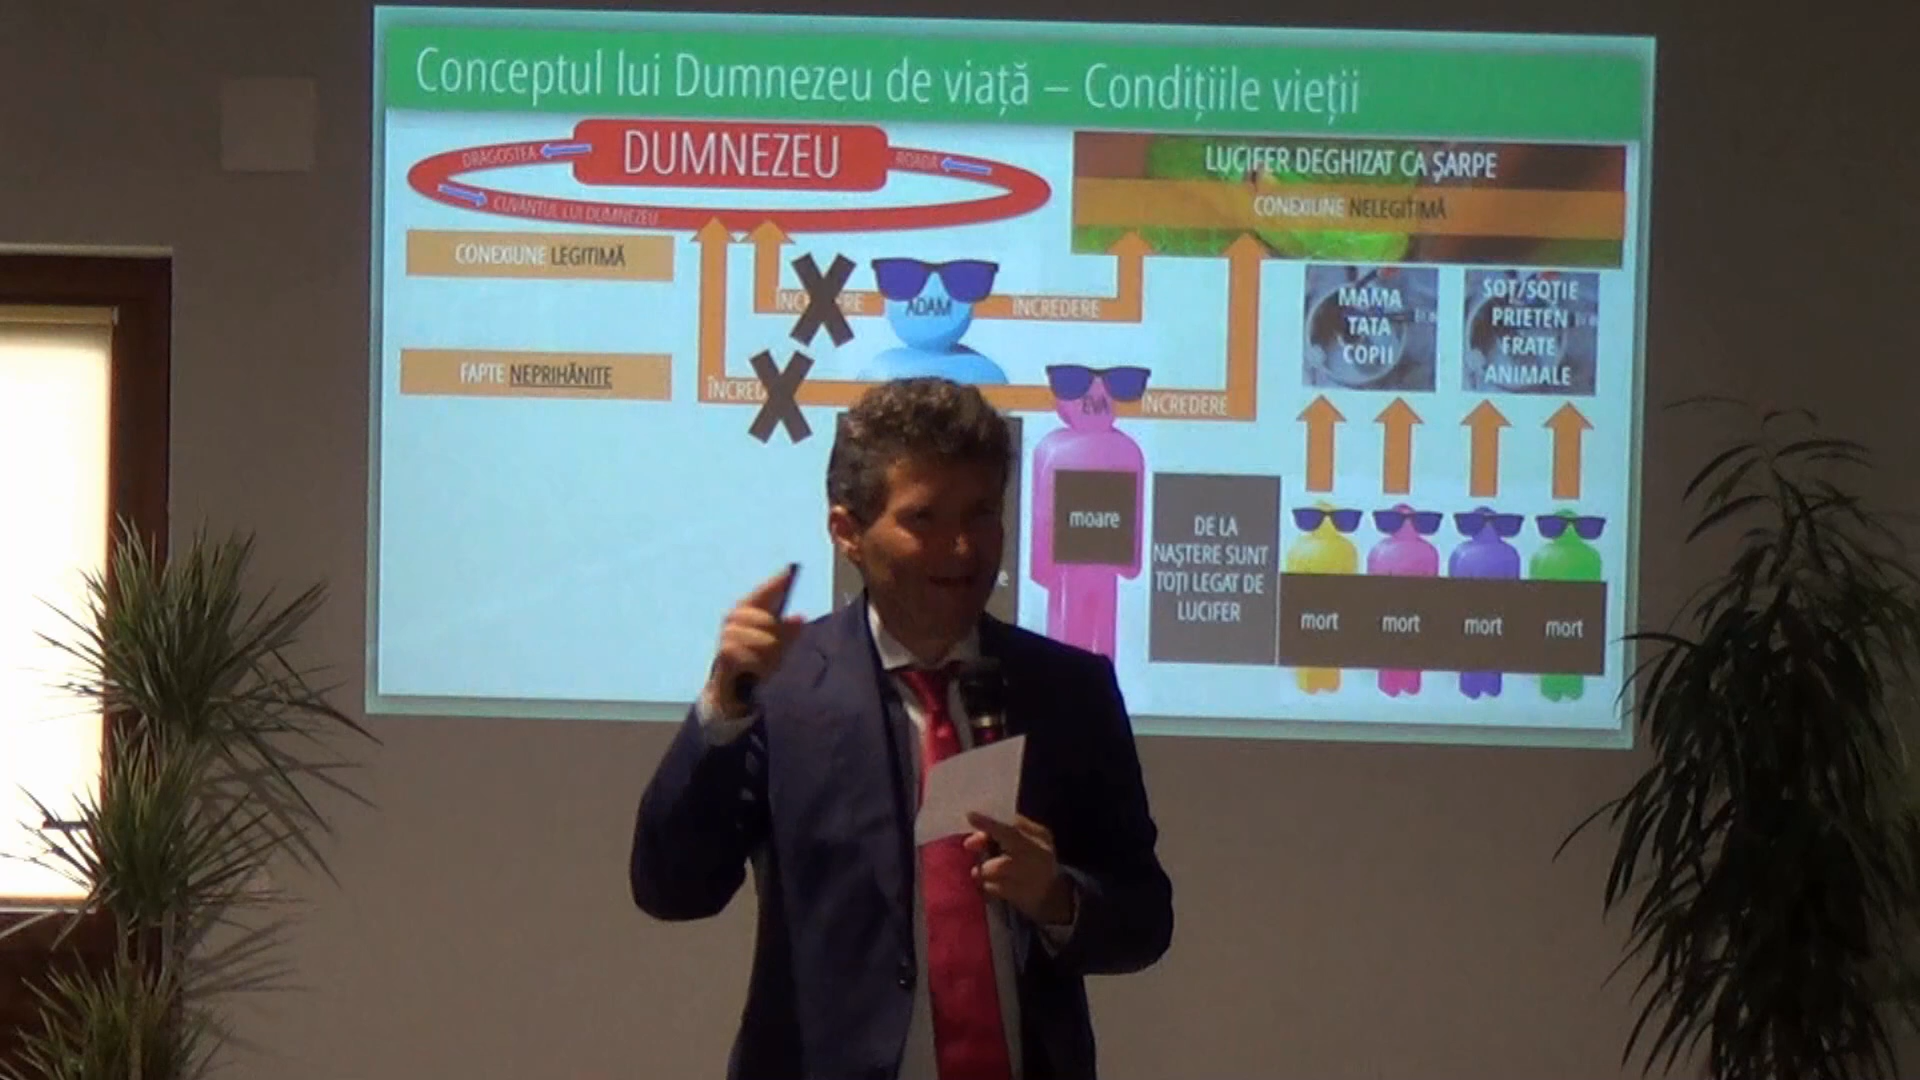 Conceptul lui Dumnezeu de viață – Condițiile vieții
DUMNEZEU
DRAGOSTEA
ROADA
CUVÂNTUL LUI DUMNEZEU
LUCIFER DEGHIZAT CA ȘARPE
CONEXIUNE NELEGITIMĂ
CONEXIUNE LEGITIMĂ
ADAM
ÎNCREDERE
MAMA
TATA
COPII
SOȚ/SOȚIE
PRIETEN
FRATE
ANIMALE
FAPTE NEPRIHĂNITE
ÎNCRED
EVA
ÎNCREDERE
moare
DE LA
NAȘTERE SUNT
TOȚI LEGAT DE
LUCIFER
mort
mort
mort
mort